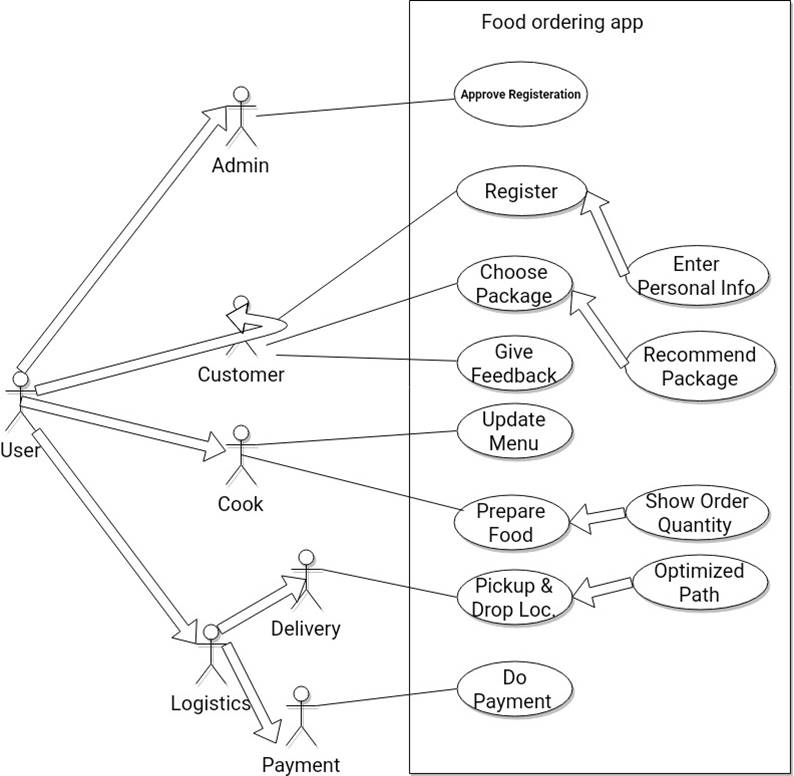 Food ordering app
Approve Registeration
Admin
Register
Enter
Personal Info
Choose
Package
Customer
Give
Feedback
Recommend
Package
User
Update
Menu
Cook
Prepare
Food
Show Order
Quantity
Delivery
Pickup &
Drop Loc.
Optimized
Path
Logistics
Do
Payment
Payment